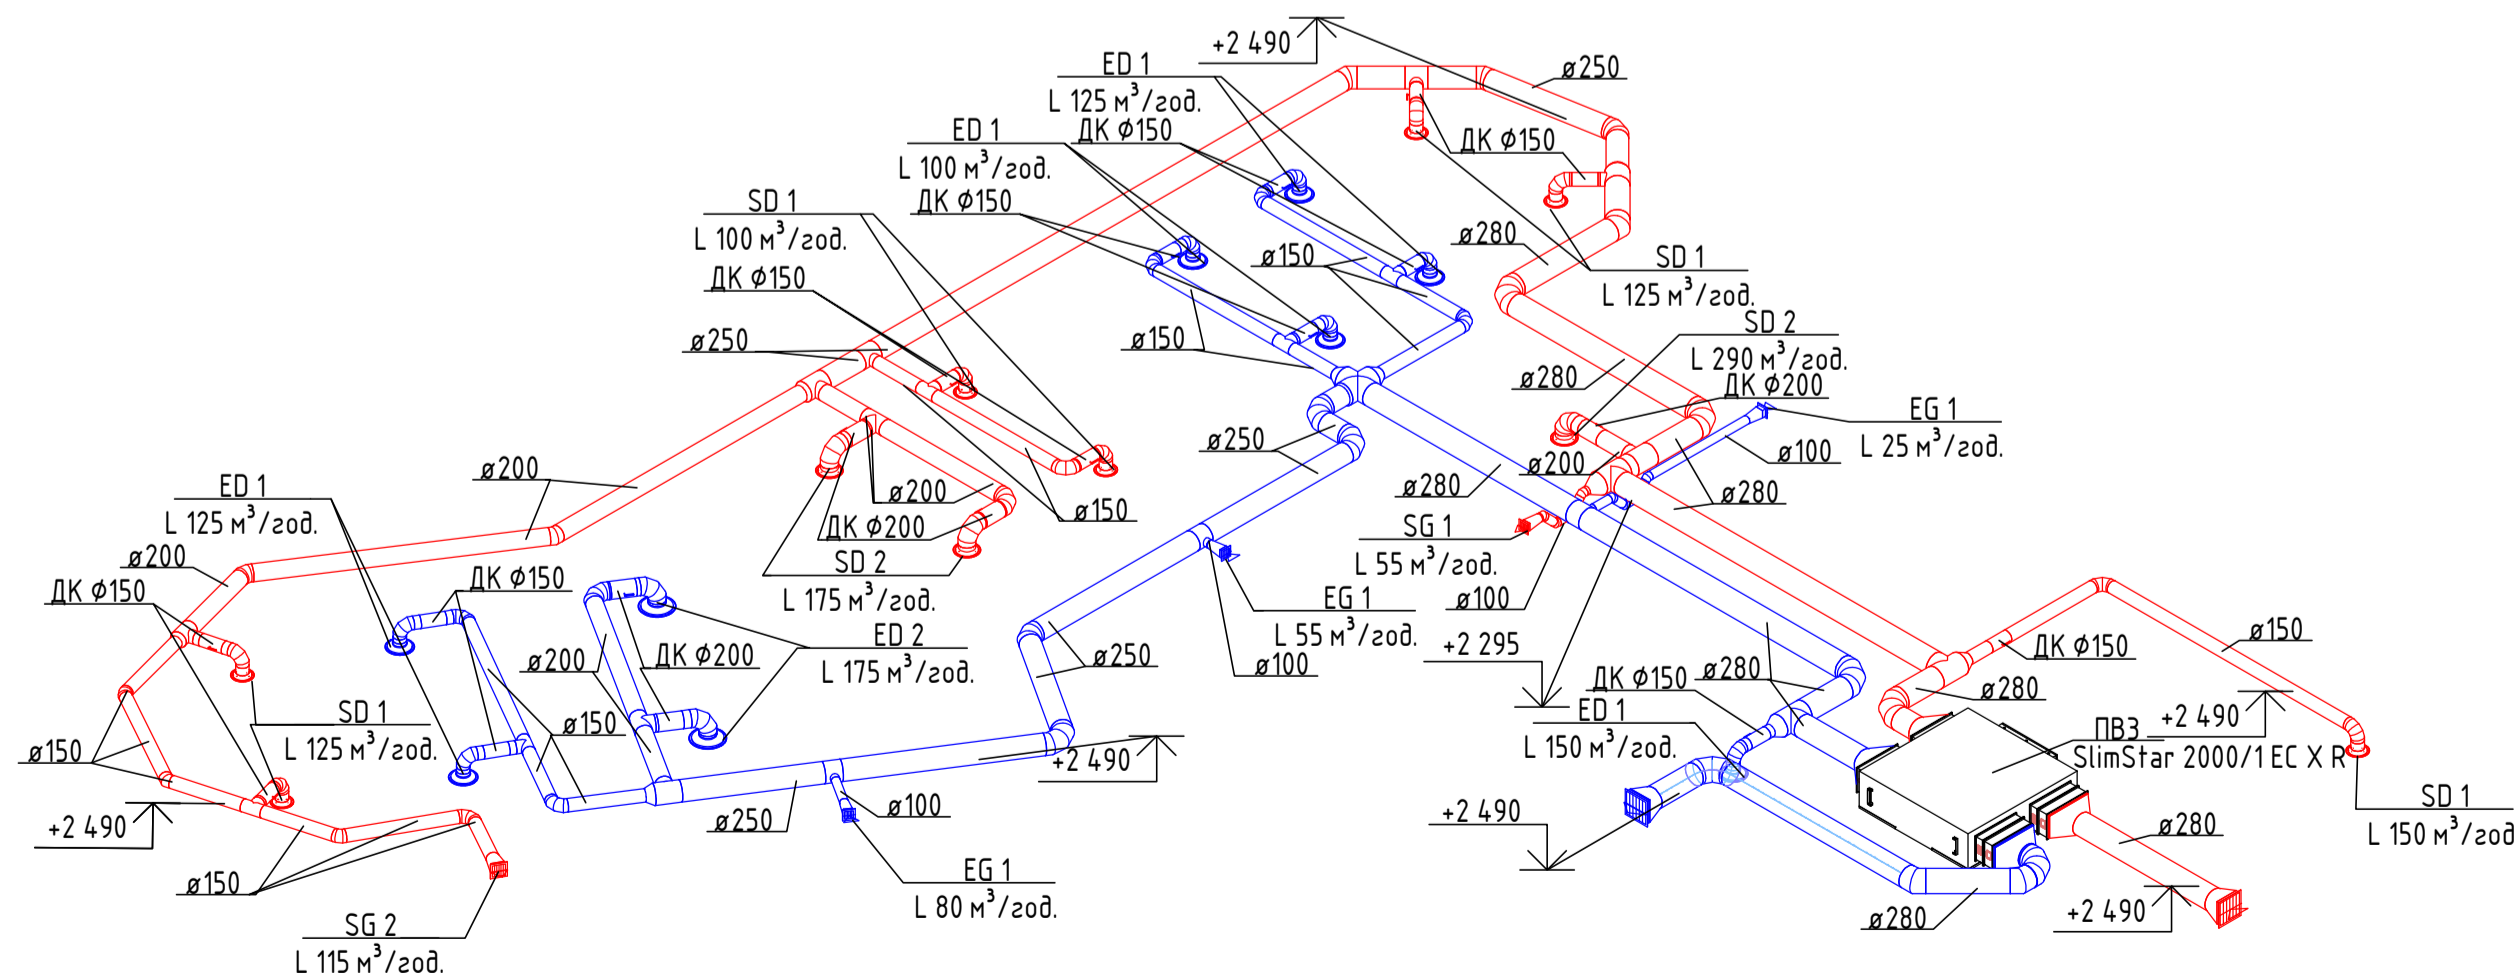 +2 490
ø250
ED 1
L 125 м³/год.
ДК Ф150
ED 1
L 100 м³/год.
ДК Ф150
ДК Ф150
SD 1
L 100 м³/год.
ДК Ф150
ø150
ø280
SD 1
L 125 м³/год.
ø250
ø150
SD 2
L 290 м³/год.
ДК Ф200
ø280
EG 1
L 25 м³/год.
ø100
ø250
ø200
ø280
ø280
ø200
ø200
ø150
ДК Ф200
SD 2
L 175 м³/год.
ED 1
L 125 м³/год.
ø200
ДК Ф150
ДК Ф150
SG 1
L 55 м³/год.
ø100
EG 1
L 55 м³/год.
ø100
+2 295
ED 2
L 175 м³/год.
ø200
ДК Ф200
ø250
ø150
ДК Ф150
ø280
ø280
ДК Ф150
ED 1
L 150 м³/год.
ПВ3
SlimStar 2000/1 EC X R
+2 490
SD 1
L 125 м³/год.
ø150
ø150
+2 490
ø250
ø100
+2 490
SD 1
L 150 м³/год
ø280
+2 490
ø150
EG 1
L 80 м³/год.
ø280
+2 490
SG 2
L 115 м³/год.